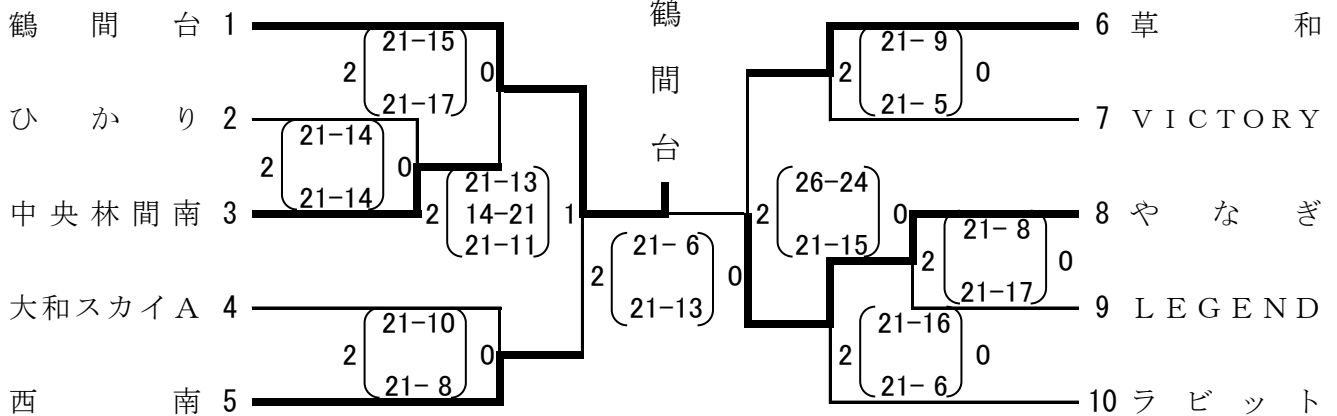 鶴間台
鶴間台 1
21-15
2 0
21-17
ひかり 2
21-14
2 0
21-14
中央林間南 3
21-13
2 14-21 1
21-11
大和スカイA 4
21-10
2 0
21- 8
西南 5
21- 6
2 0
21-13
6 草和
21- 9
2 0
21- 5
7 VICTORY
26-24
2 0
21-15
8 やなぎ
21- 8
2 0
21-17
9 LEGEND
21-16
2 0
21- 6
10 ラビット